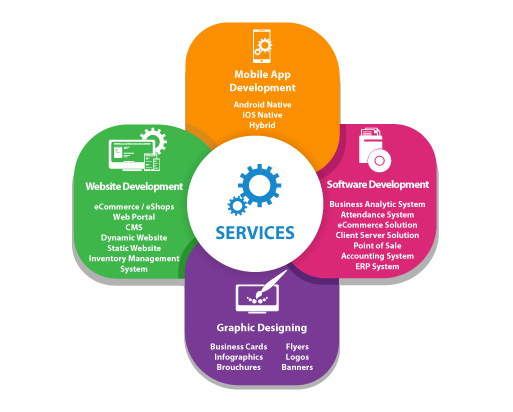 Mobile App
Development
Android Native
iOS Native
Hybrid
Website Development
eCommerce / eShops
Web Portal
CMS
Dynamic Website
Static Website
Inventory Management
System
SERVICES
Software Development
Business Analytic System
Attendance System
eCommerce Solution
Client Server Solution
Point of Sale
Accounting System
ERP System
Graphic Designing
Business Cards
Infographics
Brouchures
Flyers
Logos
Banners